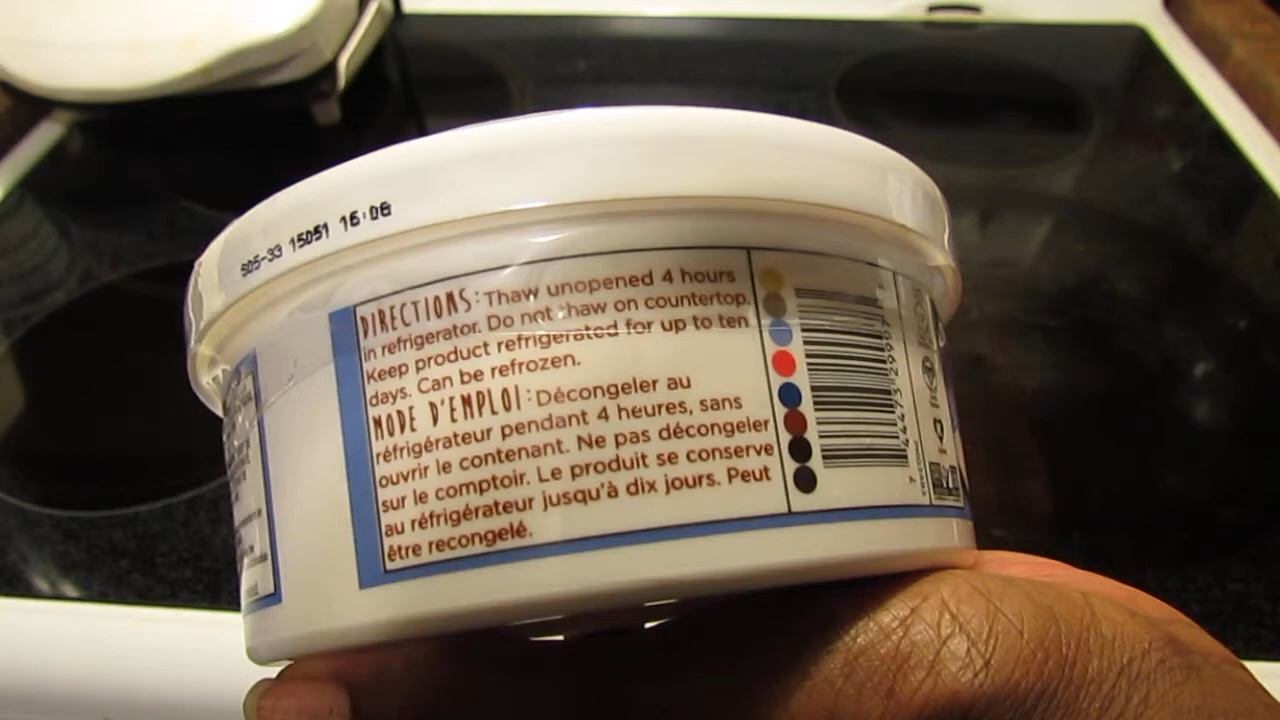 S05-33 15051 16:06
DIRECTIONS: Thaw unopened 4 hours
in refrigerator. Do not thaw on countertop.
Keep product refrigerated for up to ten
days. Can be refrozen.
MODE D'EMPLOI: Décongeler au
réfrigérateur pendant 4 heures, sans
ouvrir le contenant. Ne pas décongeler
sur le comptoir. Le produit se conserve
au réfrigérateur jusqu'à dix jours. Peut
être recongelé.